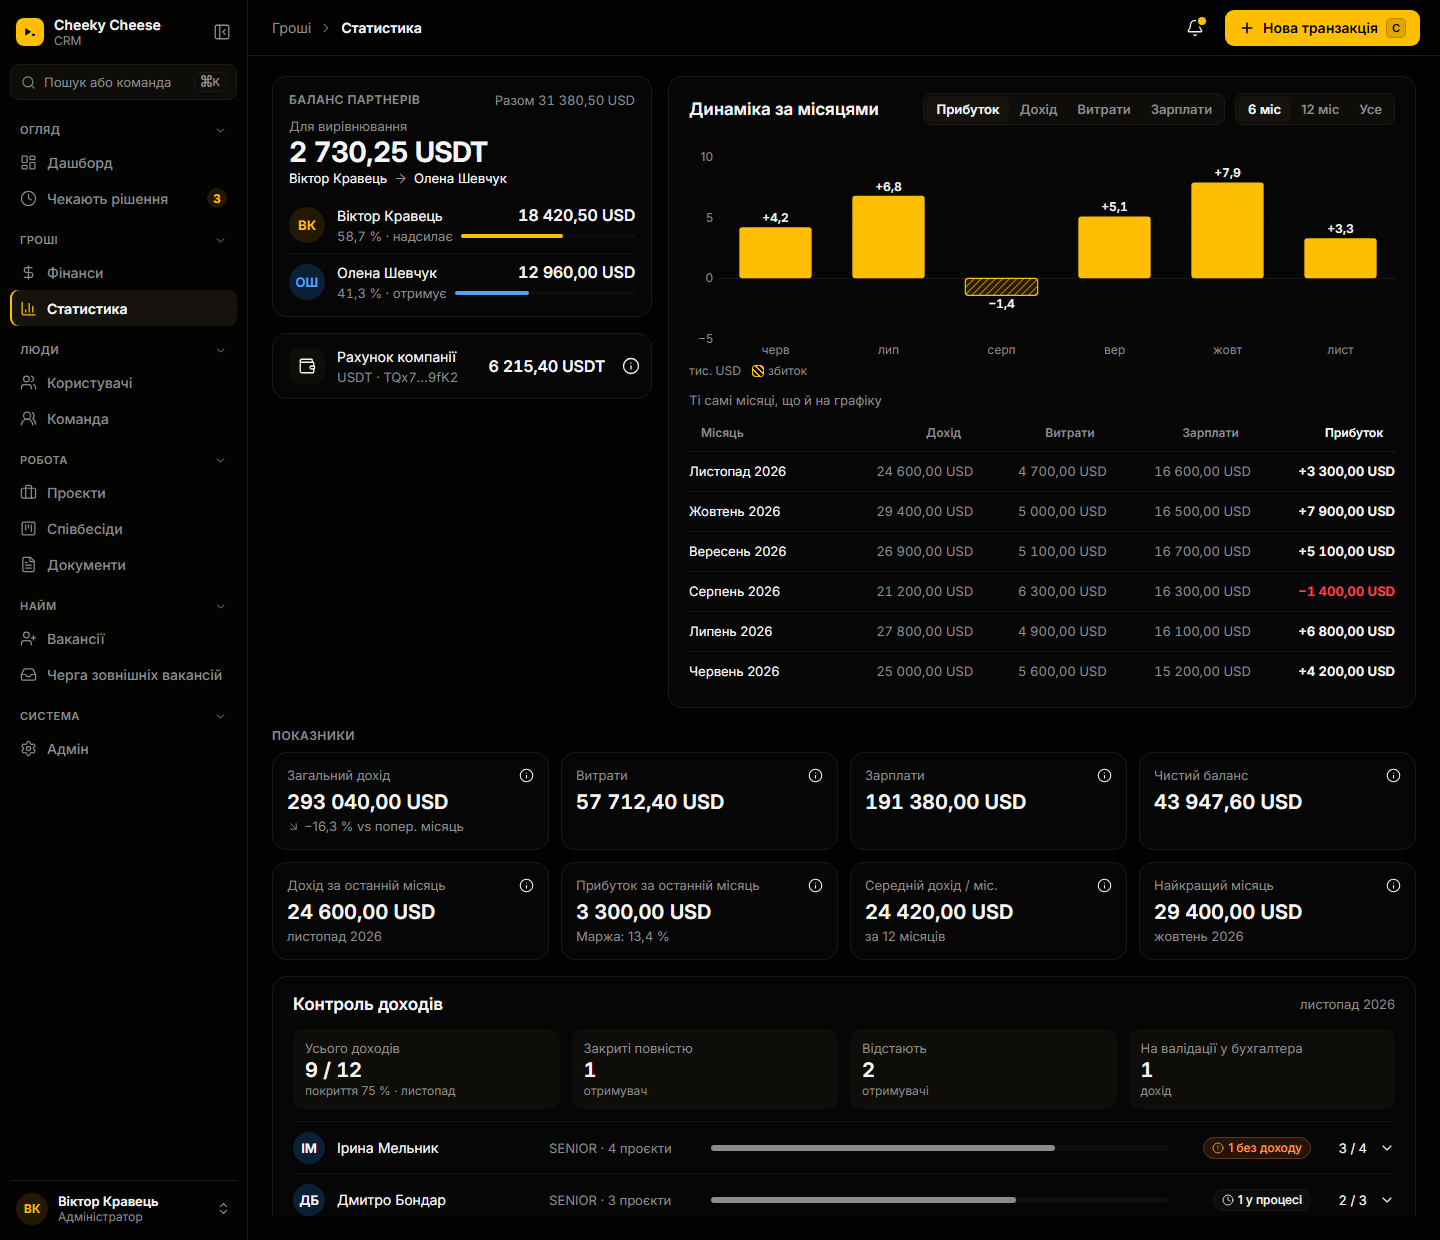 Cheeky Cheese
CRM
Пошук або команда ⌘K
ОГЛЯД
Дашборд
Чекають рішення 3
ГРОШІ
Фінанси
Статистика
ЛЮДИ
Користувачі
Команда
РОБОТА
Проєкти
Співбесіди
Документи
НАЙМ
Вакансії
Черга зовнішніх вакансій
СИСТЕМА
Адмін
ВК Віктор Кравець
Адміністратор
Гроші > Статистика
+ Нова транзакція C
БАЛАНС ПАРТНЕРІВ Разом 31 380,50 USD
Для вирівнювання
2 730,25 USDT
Віктор Кравець → Олена Шевчук
ВК Віктор Кравець 18 420,50 USD
58,7 % · надсилає
ОШ Олена Шевчук 12 960,00 USD
41,3 % · отримує
Рахунок компанії 6 215,40 USDT
USDT · TQx7...9fK2
Динаміка за місяцями Прибуток Дохід Витрати Зарплати 6 міс 12 міс Усе
10
5
0
−5
+4,2 +6,8 −1,4 +5,1 +7,9 +3,3
черв лип серп вер жовт лист
тис. USD збиток
Ті самі місяці, що й на графіку
Місяць Дохід Витрати Зарплати Прибуток
Листопад 2026 24 600,00 USD 4 700,00 USD 16 600,00 USD +3 300,00 USD
Жовтень 2026 29 400,00 USD 5 000,00 USD 16 500,00 USD +7 900,00 USD
Вересень 2026 26 900,00 USD 5 100,00 USD 16 700,00 USD +5 100,00 USD
Серпень 2026 21 200,00 USD 6 300,00 USD 16 300,00 USD −1 400,00 USD
Липень 2026 27 800,00 USD 4 900,00 USD 16 100,00 USD +6 800,00 USD
Червень 2026 25 000,00 USD 5 600,00 USD 15 200,00 USD +4 200,00 USD
ПОКАЗНИКИ
Загальний дохід
293 040,00 USD
−16,3 % vs попер. місяць
Витрати
57 712,40 USD
Зарплати
191 380,00 USD
Чистий баланс
43 947,60 USD
Дохід за останній місяць
24 600,00 USD
листопад 2026
Прибуток за останній місяць
3 300,00 USD
Маржа: 13,4 %
Середній дохід / міс.
24 420,00 USD
за 12 місяців
Найкращий місяць
29 400,00 USD
жовтень 2026
Контроль доходів листопад 2026
Усього доходів
9 / 12
покриття 75 % · листопад
Закриті повністю
1
отримувач
Відстають
2
отримувачі
На валідації у бухгалтера
1
дохід
ІМ Ірина Мельник SENIOR · 4 проєкти 1 без доходу 3 / 4
ДБ Дмитро Бондар SENIOR · 3 проєкти 1 у процесі 2 / 3